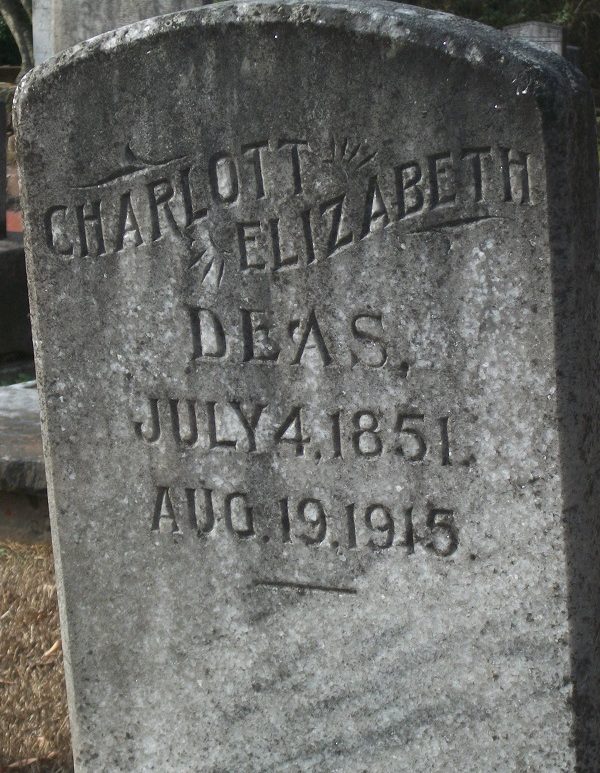 CHARLOTT
ELIZABETH
DEAS,
JULY 4, 1851.
AUG. 19. 1915.